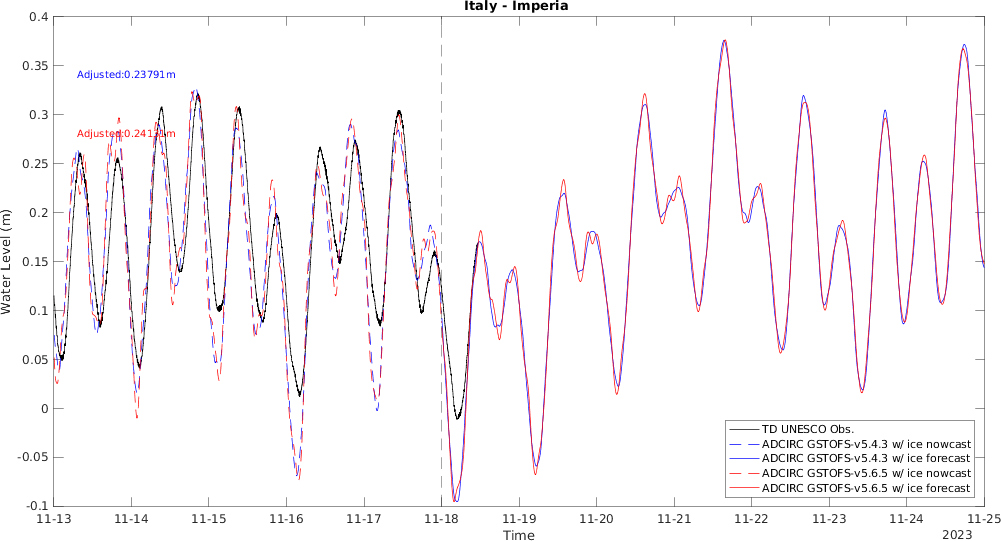 Italy - Imperia
0.4
0.35
0.3
0.25
0.2
0.15
0.1
0.05
0
-0.05
-0.1
Water Level (m)
Adjusted:0.23791m
TD UNESCO Obs.
ADCIRC GSTOFS-v5.4.3 w/ ice nowcast
ADCIRC GSTOFS-v5.4.3 w/ ice forecast
ADCIRC GSTOFS-v5.6.5 w/ ice nowcast
ADCIRC GSTOFS-v5.6.5 w/ ice forecast
11-13 11-14 11-15 11-16 11-17 11-18 11-19 11-20 11-21 11-22 11-23 11-24 11-25
Time
2023